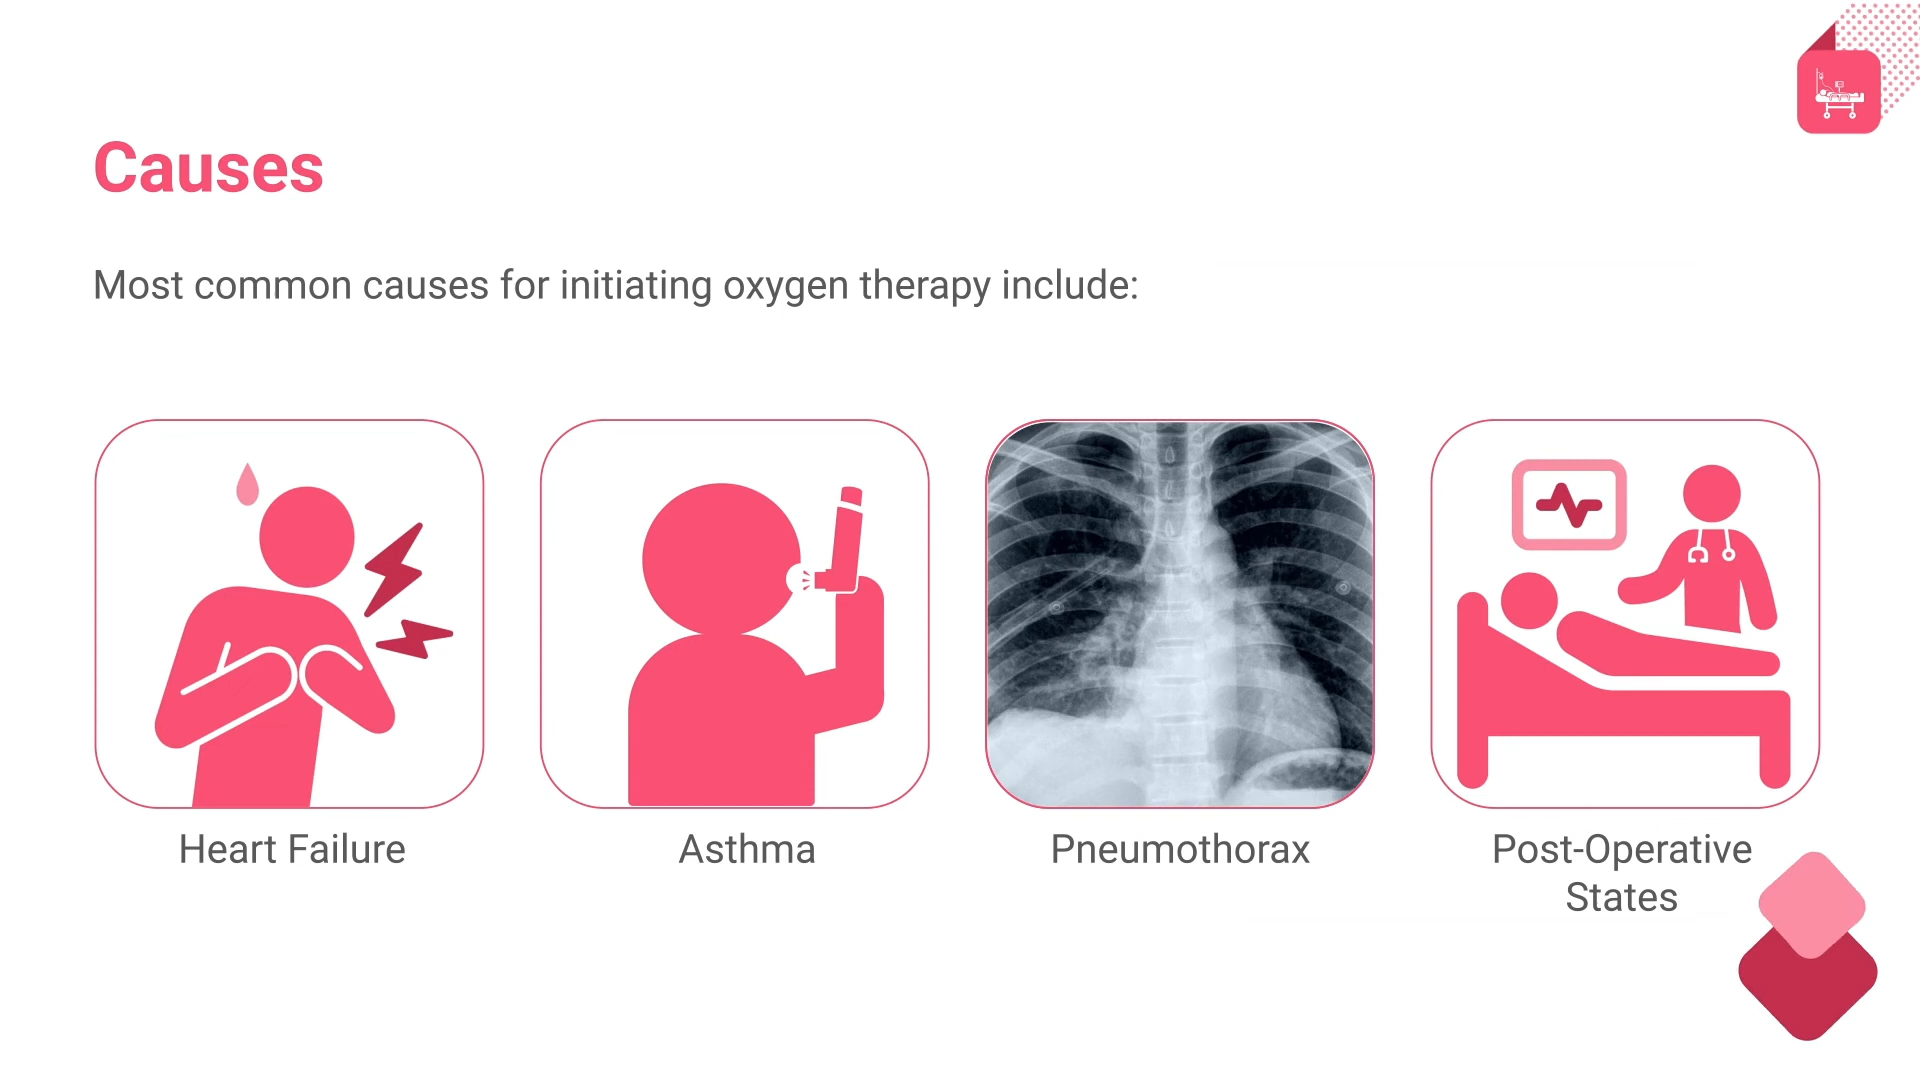 Causes
Most common causes for initiating oxygen therapy include:
Heart Failure
Asthma
Pneumothorax
Post-Operative
States